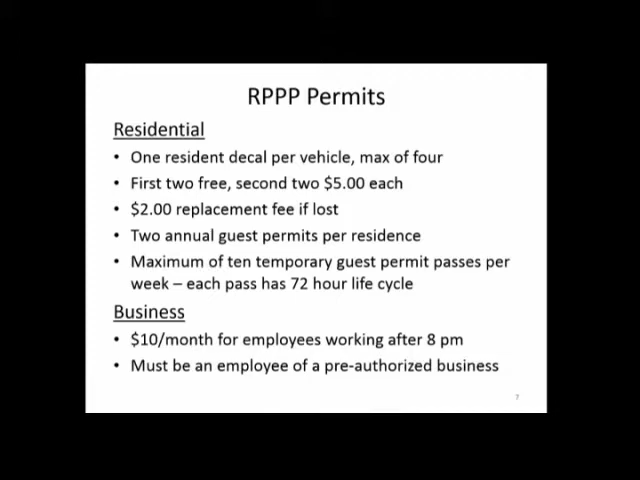 RPPP Permits
Residential
• One resident decal per vehicle, max of four
• First two free, second two $5.00 each
• $2.00 replacement fee if lost
• Two annual guest permits per residence
• Maximum of ten temporary guest permit passes per
week – each pass has 72 hour life cycle
Business
• $10/month for employees working after 8 pm
• Must be an employee of a pre-authorized business
7